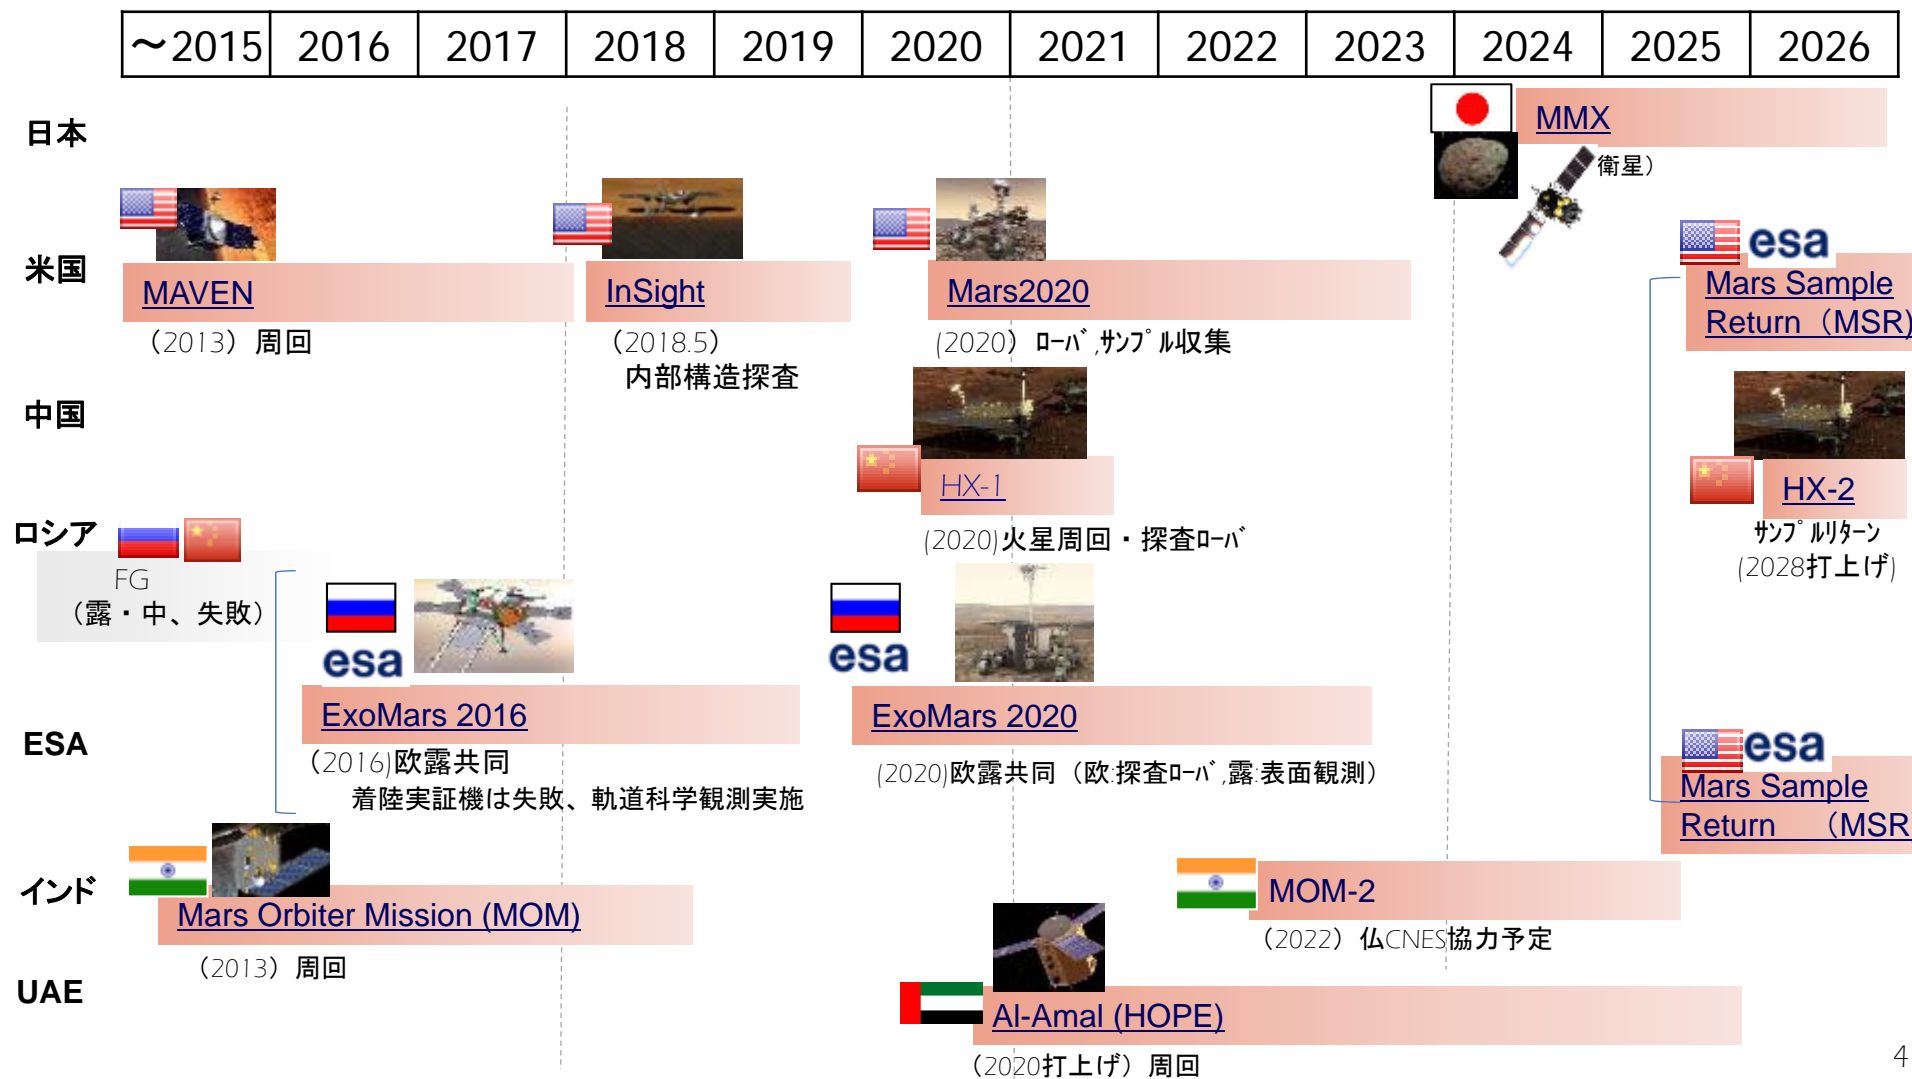 ～2015 2016 2017 2018 2019 2020 2021 2022 2023 2024 2025 2026
日本
MMX
衛星）
米国
MAVEN
（2013）周回
InSight
（2018.5）
内部構造探査
Mars2020
(2020）ﾛｰﾊﾞ,ｻﾝﾌﾟﾙ収集
esa
Mars Sample
Return（MSR)
中国
HX-1
(2020)火星周回・探査ﾛｰﾊﾞ
HX-2
ｻﾝﾌﾟﾙﾘﾀｰﾝ
(2028打上げ)
ロシア
FG
（露・中、失敗）
esa
esa
ESA
ExoMars 2016
（2016)欧露共同
着陸実証機は失敗、軌道科学観測実施
ExoMars 2020
(2020)欧露共同（欧:探査ﾛｰﾊﾞ,露:表面観測）
esa
Mars Sample
Return （MSR
インド
Mars Orbiter Mission (MOM)
（2013）周回
MOM-2
（2022）仏CNES協力予定
UAE
Al-Amal (HOPE)
（2020打上げ）周回
4